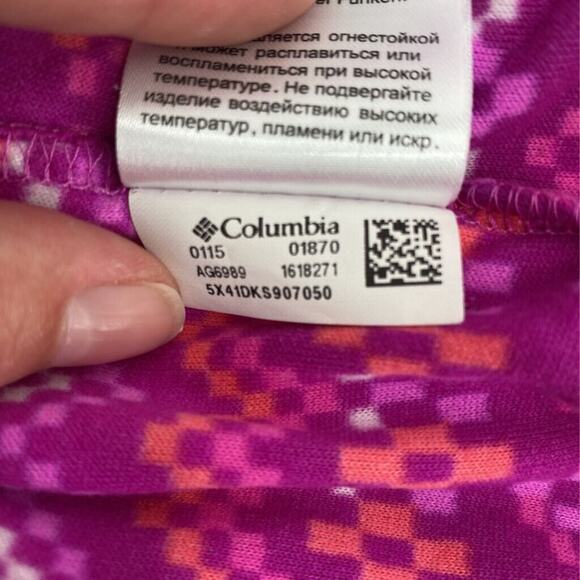 Funken.
огнестойкой
может расплавиться или
воспламениться при высокой
температуре. Не подвергайте
изделие воздействию высоких
температур, пламени или искр.
Columbia
0115 01870
AG6989 1618271
5X41DKS907050